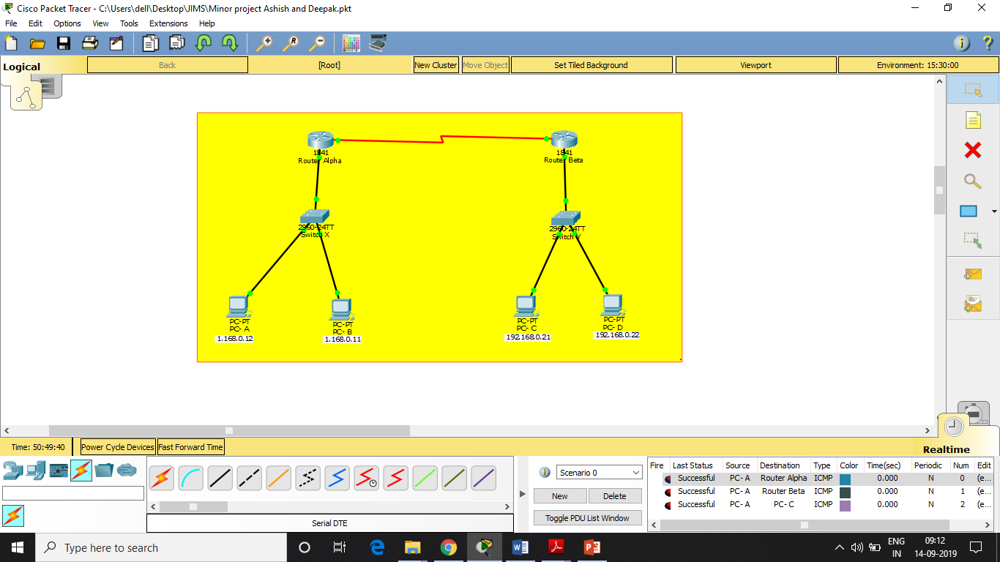 Cisco Packet Tracer - C:\Users\dell\Desktop\JIMS\Minor project Ashish and Deepak.pkt
File Edit Options View Tools Extensions Help
Logical Back [Root] New Cluster Move Object Set Tiled Background Viewport Environment: 15:30:00
1841
Router Alpha
1841
Router Beta
2960-24TT
Switch X
2960-24TT
Switch Y
PC-PT
PC- A
1.168.0.12
PC-PT
PC- B
1.168.0.11
PC-PT
PC- C
192.168.0.21
PC-PT
PC- D
192.168.0.22
Time: 50:49:40 Power Cycle Devices Fast Forward Time
Realtime
Serial DTE
Scenario 0
New Delete
Toggle PDU List Window
Fire Last Status Source Destination Type Color Time(sec) Periodic Num Edit
Successful PC- A Router Alpha ICMP 0.000 N 0 (e...
Successful PC- A Router Beta ICMP 0.000 N 1 (e...
Successful PC- A PC- C ICMP 0.000 N 2 (e...
Type here to search
ENG
IN
09:12
14-09-2019